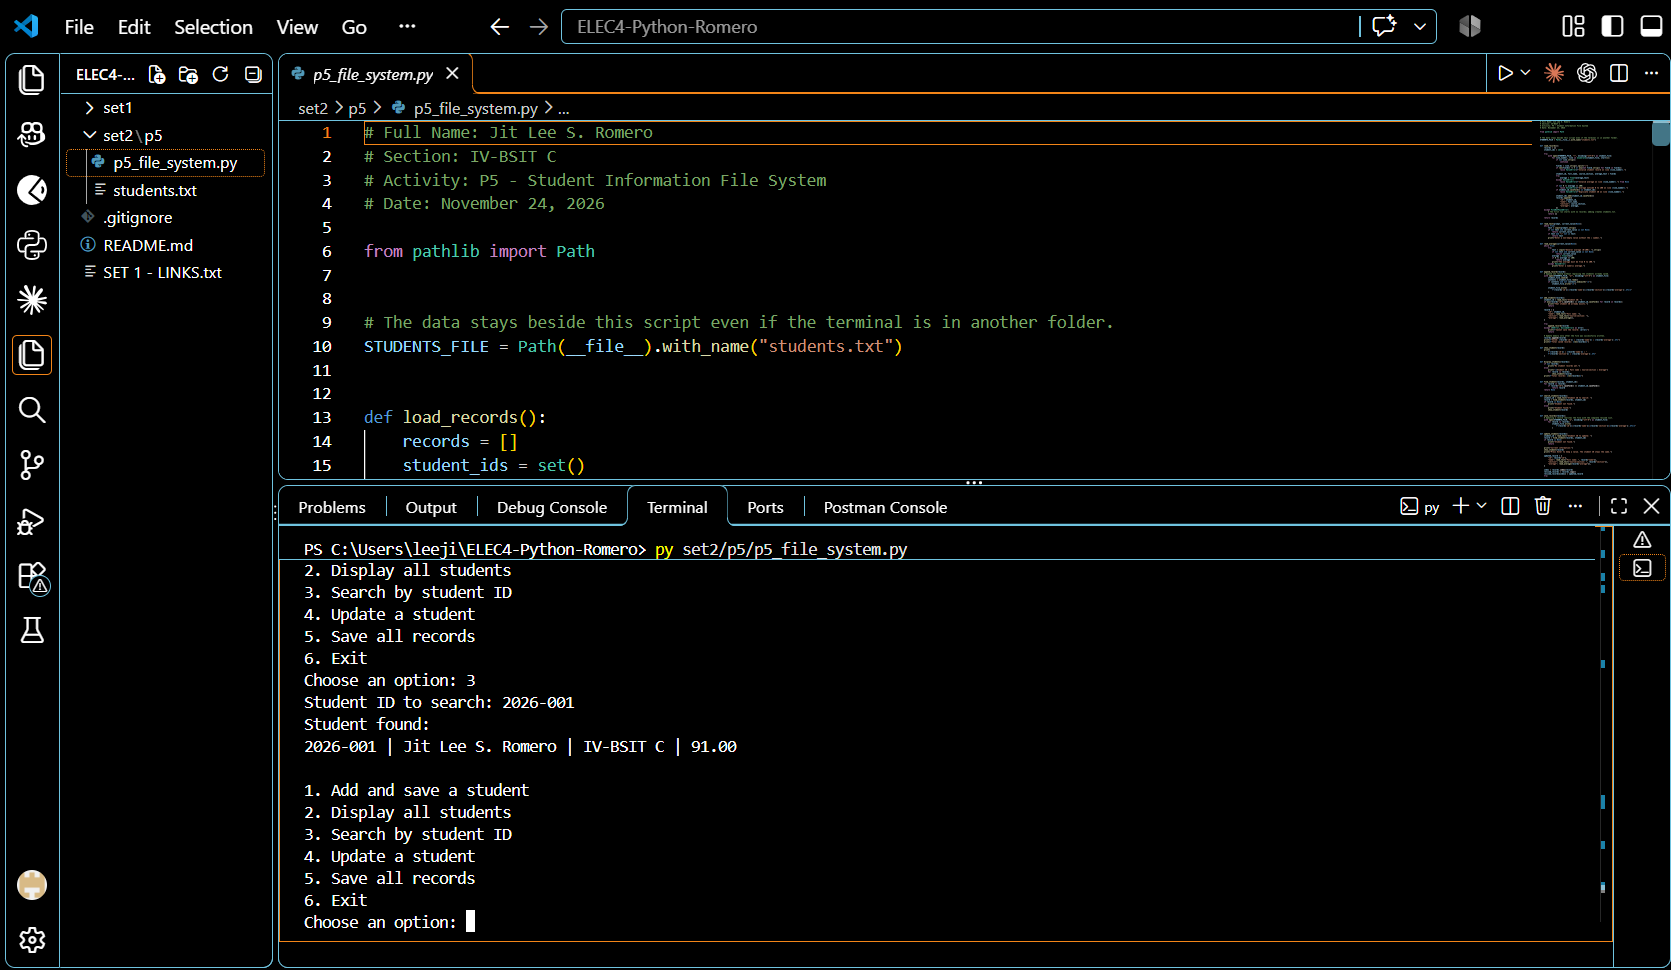 File Edit Selection View Go ··· ELEC4-Python-Romero
ELEC4-...
set1
set2\p5
p5_file_system.py
students.txt
.gitignore
README.md
SET 1 - LINKS.txt
p5_file_system.py
set2 > p5 > p5_file_system.py > ...
1 # Full Name: Jit Lee S. Romero
2 # Section: IV-BSIT C
3 # Activity: P5 - Student Information File System
4 # Date: November 24, 2026
5
6 from pathlib import Path
7
8
9 # The data stays beside this script even if the terminal is in another folder.
10 STUDENTS_FILE = Path(__file__).with_name("students.txt")
11
12
13 def load_records():
14 records = []
15 student_ids = set()
Problems Output Debug Console Terminal Ports Postman Console py
PS C:\Users\leeji\ELEC4-Python-Romero> py set2/p5/p5_file_system.py
2. Display all students
3. Search by student ID
4. Update a student
5. Save all records
6. Exit
Choose an option: 3
Student ID to search: 2026-001
Student found:
2026-001 | Jit Lee S. Romero | IV-BSIT C | 91.00
1. Add and save a student
2. Display all students
3. Search by student ID
4. Update a student
5. Save all records
6. Exit
Choose an option: